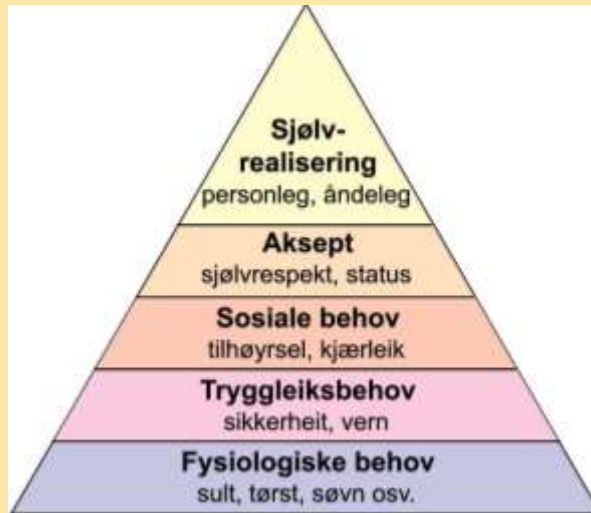 Sjølv-
realisering
personleg, åndeleg
Aksept
sjølvrespekt, status
Sosiale behov
tilhøyrsel, kjærleik
Tryggleiksbehov
sikkerheit, vern
Fysiologiske behov
sult, tørst, søvn osv.